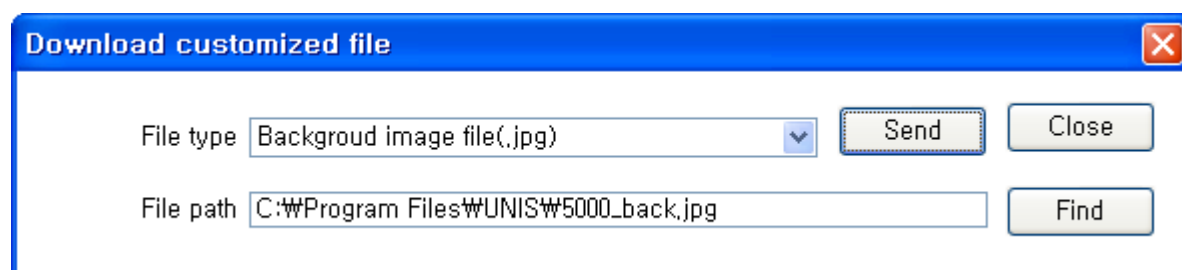 Download customized file
File type Backgroud image file(.jpg) Send Close
File path C:₩Program Files₩UNIS₩5000_back.jpg Find